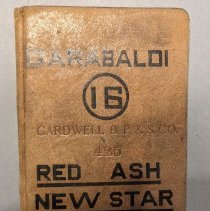 GARABALDI
16
CARDWELL B.P. & S. CO.
425
RED ASH
NEW STAR